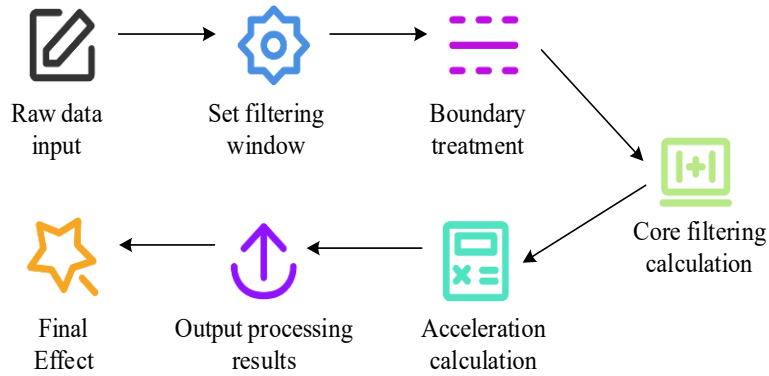 Raw data
input
Set filtering
window
Boundary
treatment
Core filtering
calculation
Acceleration
calculation
Output processing
results
Final
Effect